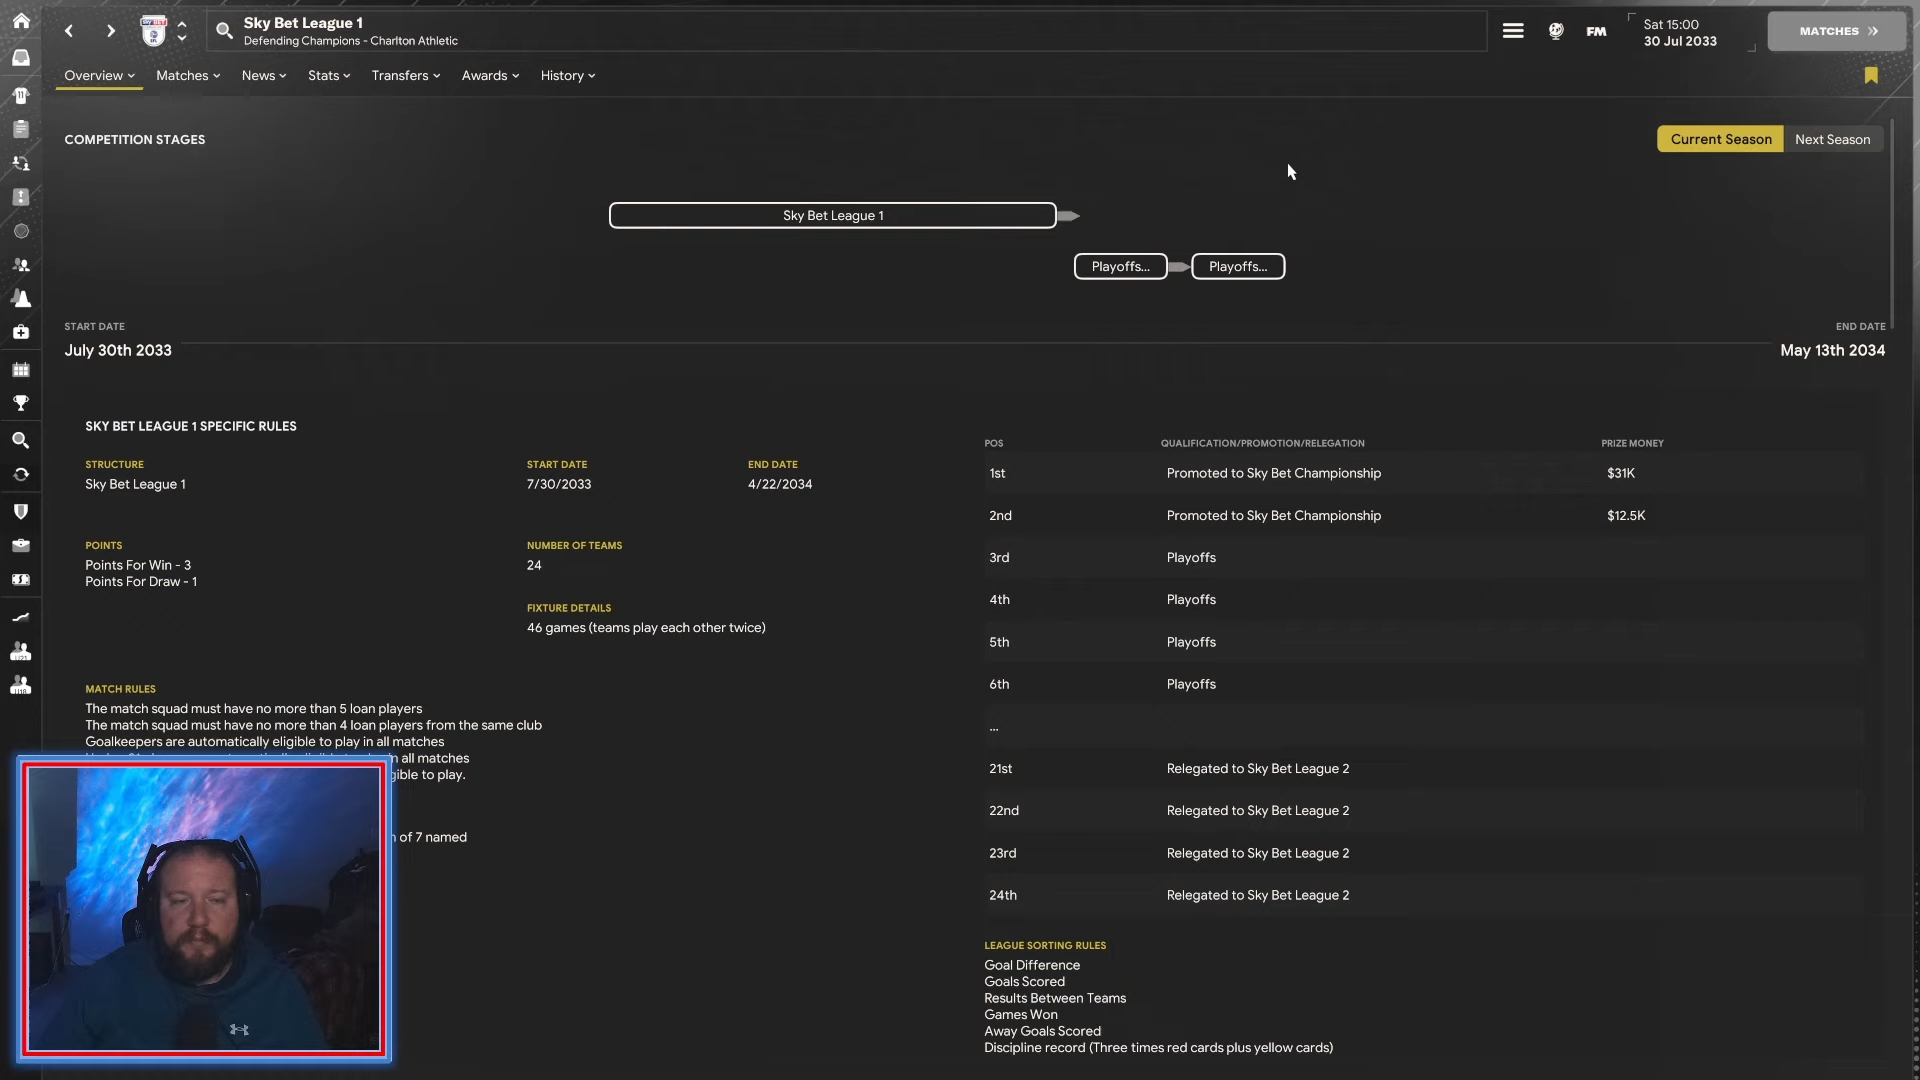 Sky Bet League 1
Defending Champions - Charlton Athletic
FM
Sat 15:00
30 Jul 2033
MATCHES
Overview
Matches
News
Stats
Transfers
Awards
History
COMPETITION STAGES
Current Season
Next Season
Sky Bet League 1
Playoffs...
Playoffs...
START DATE
July 30th 2033
END DATE
May 13th 2034
SKY BET LEAGUE 1 SPECIFIC RULES
STRUCTURE
Sky Bet League 1
START DATE
7/30/2033
END DATE
4/22/2034
POINTS
Points For Win - 3
Points For Draw - 1
NUMBER OF TEAMS
24
FIXTURE DETAILS
46 games (teams play each other twice)
MATCH RULES
The match squad must have no more than 5 loan players
The match squad must have no more than 4 loan players from the same club
Goalkeepers are automatically eligible to play in all matches
all matches
to play.
of 7 named
POS QUALIFICATION/PROMOTION/RELEGATION PRIZE MONEY
1st Promoted to Sky Bet Championship $31K
2nd Promoted to Sky Bet Championship $12.5K
3rd Playoffs
4th Playoffs
5th Playoffs
6th Playoffs
...
21st Relegated to Sky Bet League 2
22nd Relegated to Sky Bet League 2
23rd Relegated to Sky Bet League 2
24th Relegated to Sky Bet League 2
LEAGUE SORTING RULES
Goal Difference
Goals Scored
Results Between Teams
Games Won
Away Goals Scored
Discipline record (Three times red cards plus yellow cards)